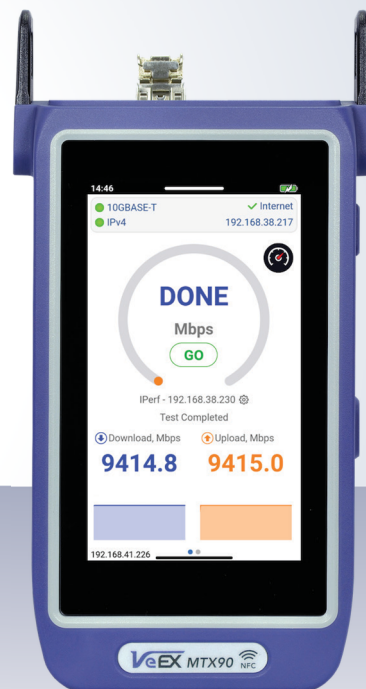 14:46
10GBASE-T
Internet
IPv4
192.168.38.217
DONE
Mbps
GO
IPerf - 192.168.38.230
Test Completed
Download, Mbps
Upload, Mbps
9414.8
9415.0
192.168.41.226
VeEX MTX90 NFC